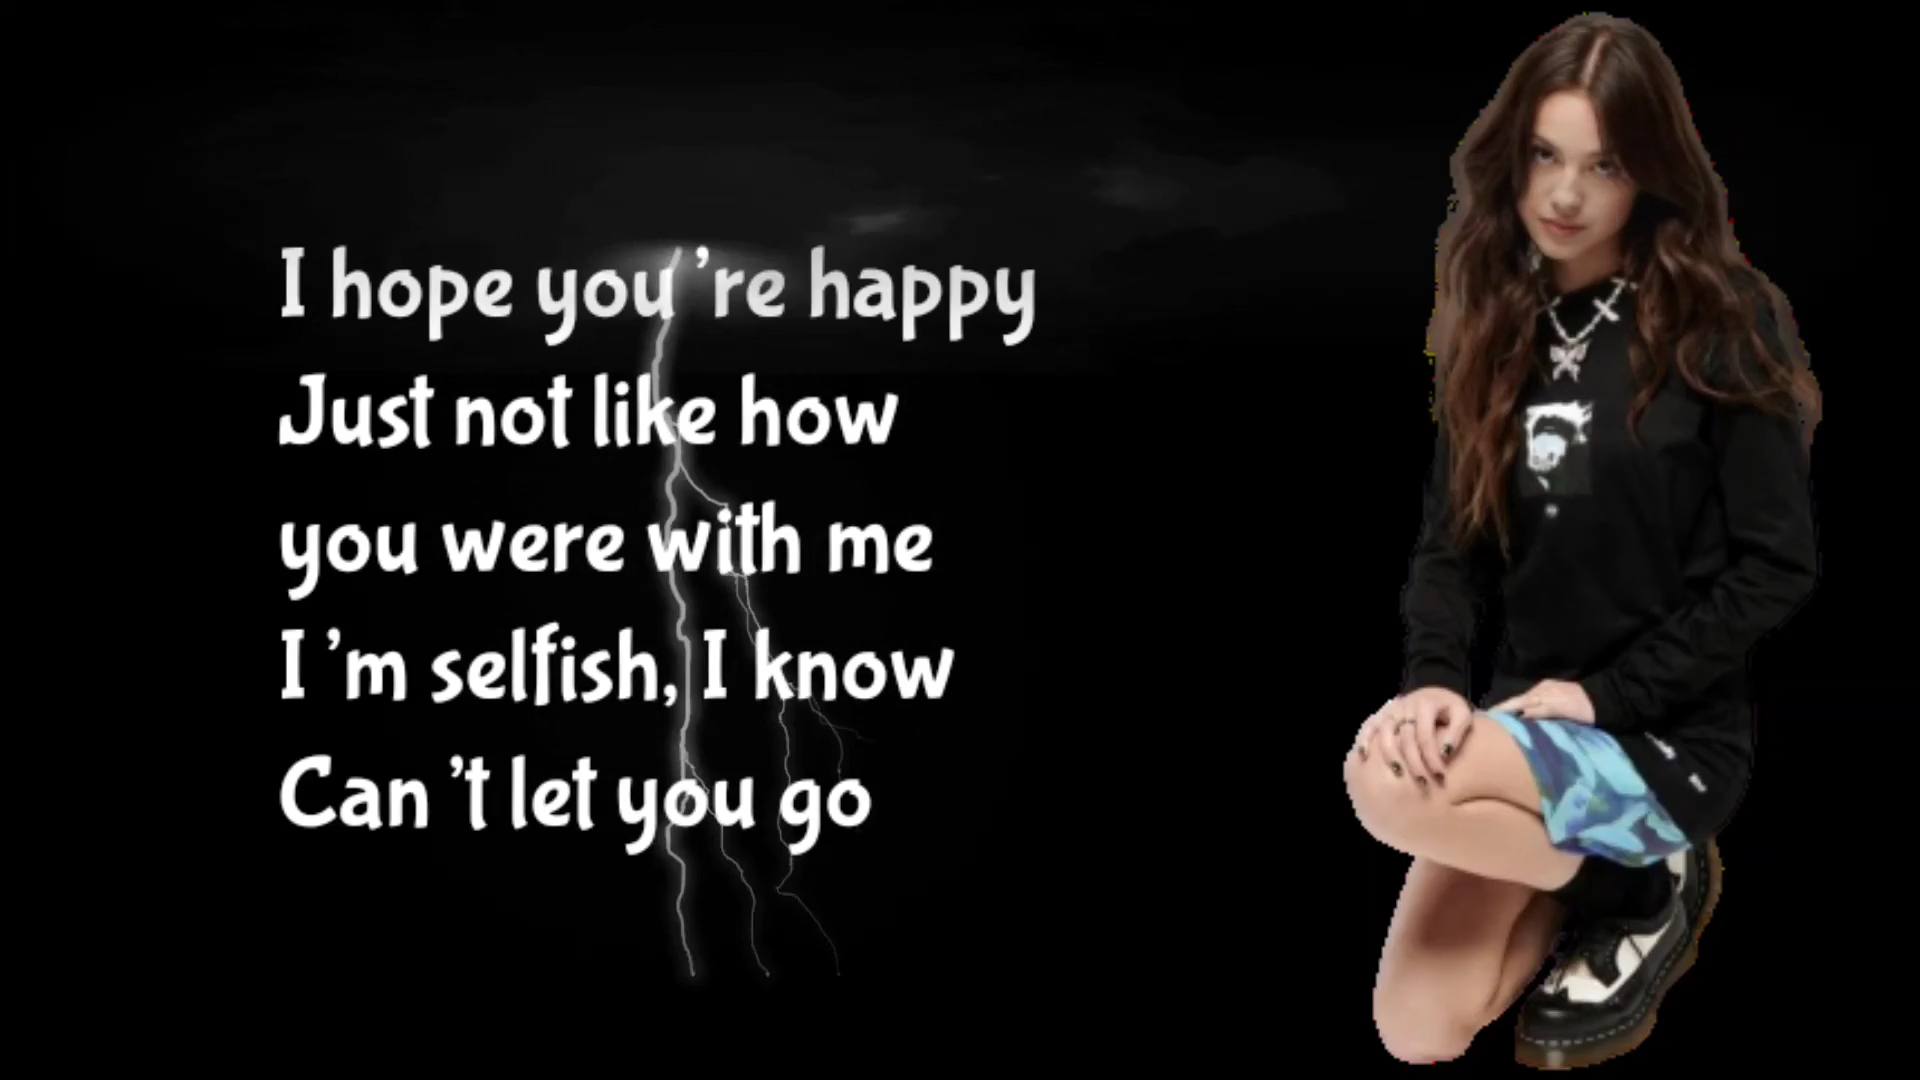 I hope you're happy
Just not like how
you were with me
I'm selfish, I know
Can't let you go